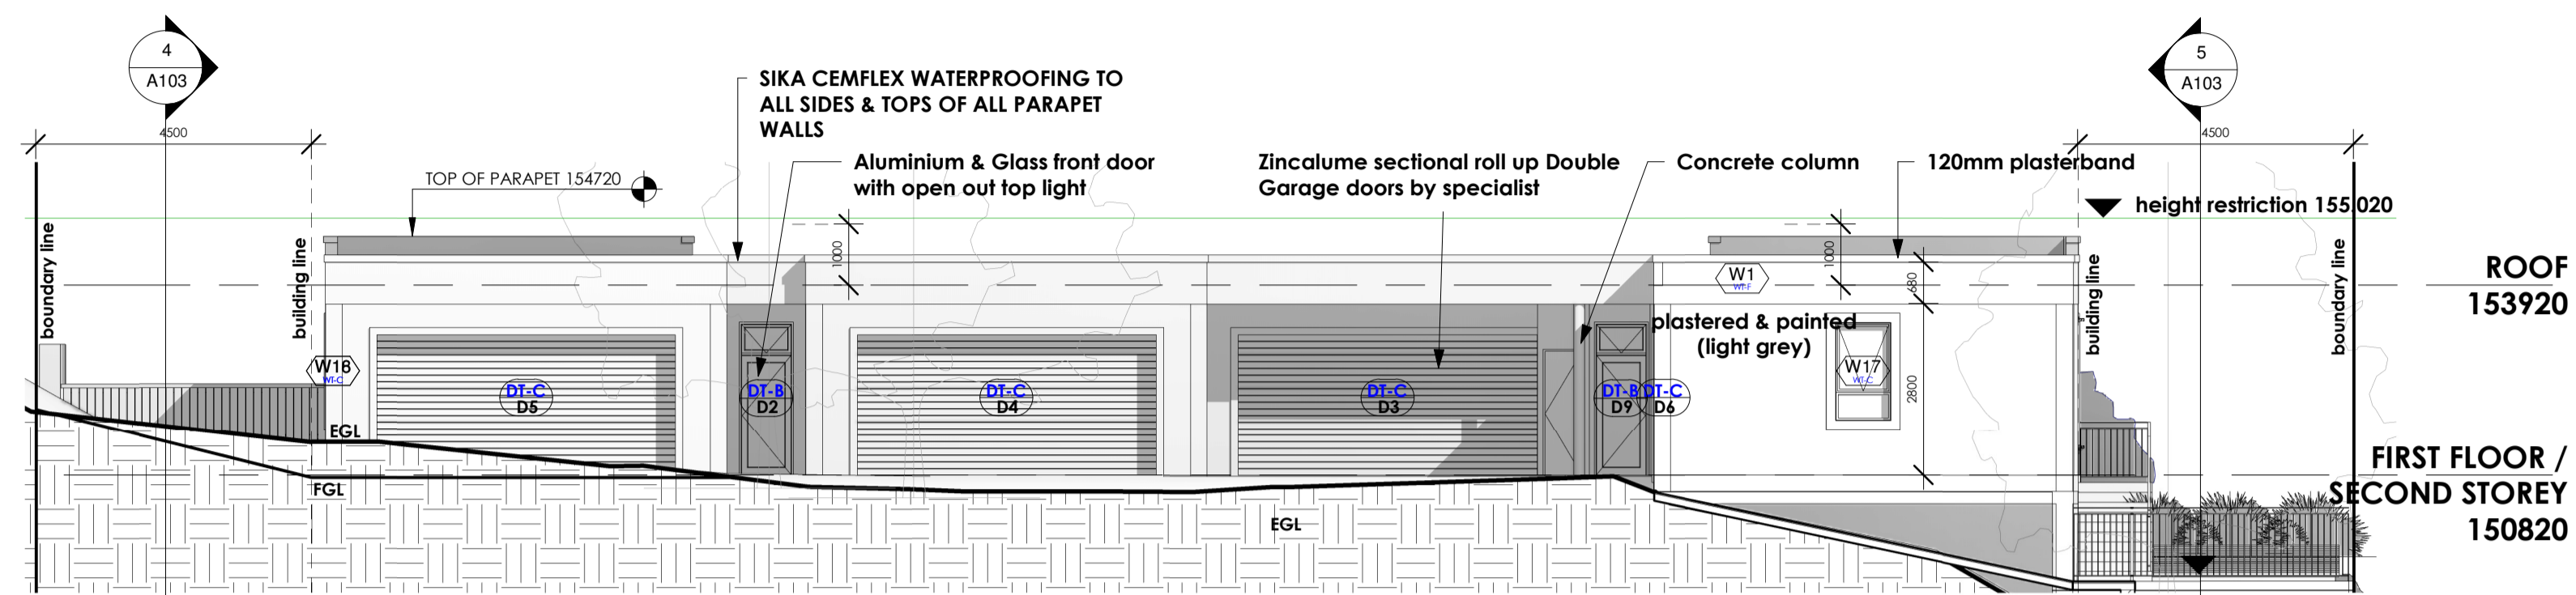 4
A103
5
A103
SIKA CEMFLEX WATERPROOFING TO
ALL SIDES & TOPS OF ALL PARAPET
WALLS
4500
4500
TOP OF PARAPET 154720
Aluminium & Glass front door
with open out top light
Zincalume sectional roll up Double
Garage doors by specialist
Concrete column
120mm plasterband
height restriction 155.020
boundary line
building line
1000
1000
680
building line
boundary line
ROOF
153920
W1
WT-F
plastered & painted
(light grey)
W18
WT-C
W17
WT-C
DT-C
D5
DT-B
D2
DT-C
D4
DT-C
D3
DT-B
D9
DT-C
D6
2800
EGL
FGL
EGL
FIRST FLOOR /
SECOND STOREY
150820